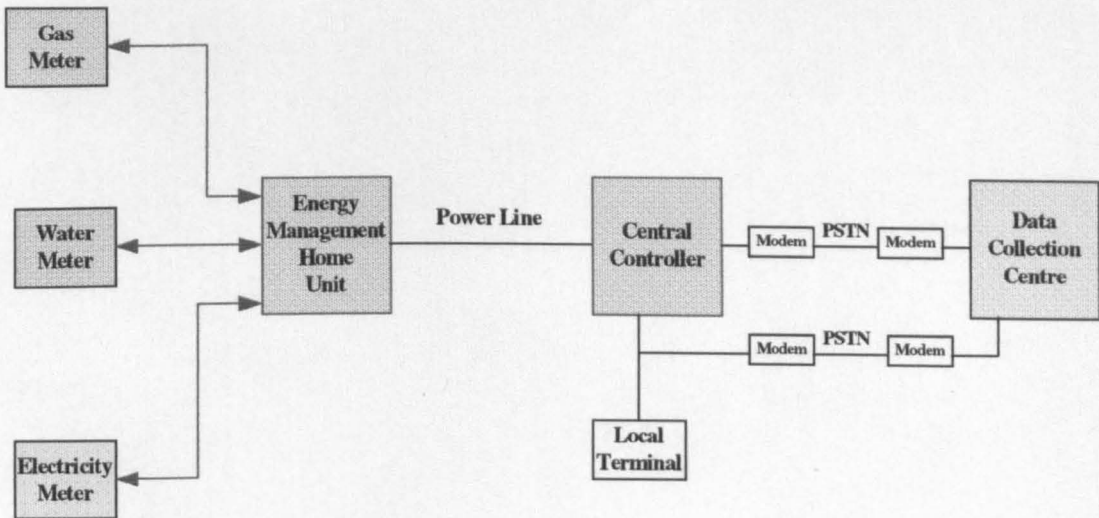 Gas
Meter
Water
Meter
Electricity
Meter
Energy
Management
Home
Unit
Power Line
Central
Controller
Modem
PSTN
Modem
Data
Collection
Centre
Modem
PSTN
Modem
Local
Terminal